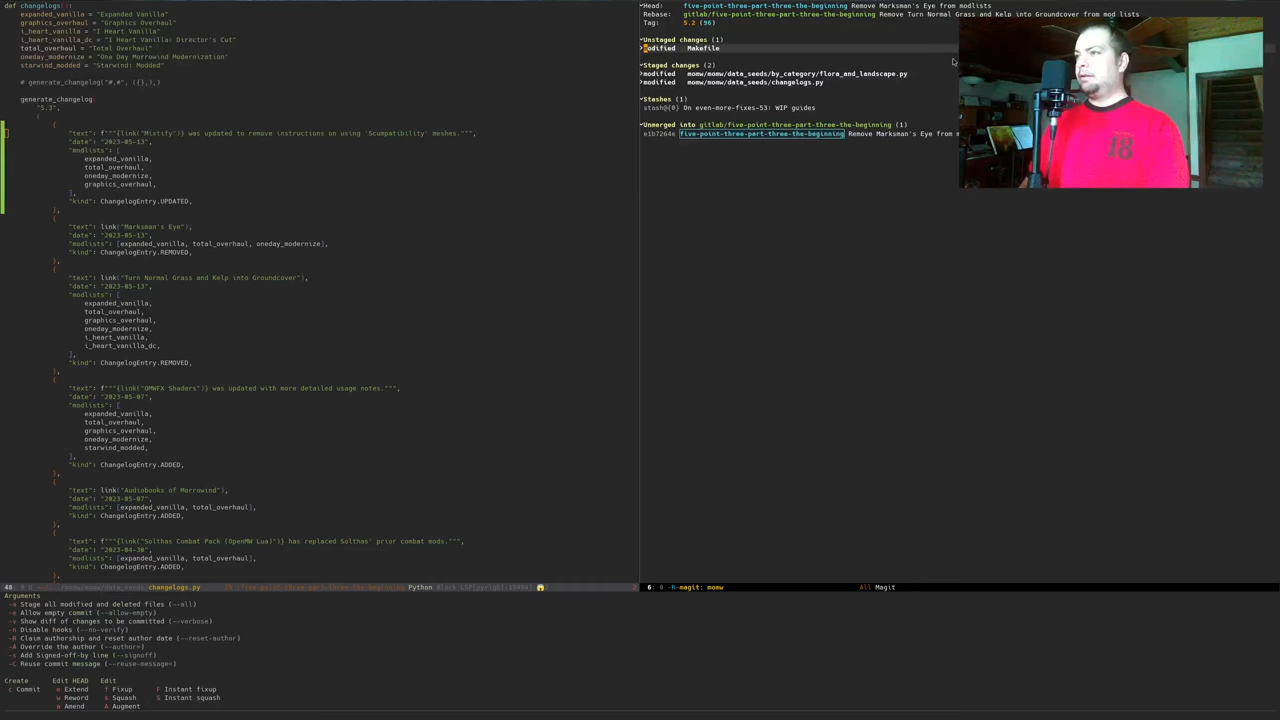 def changelogs():
expanded_vanilla = "Expanded Vanilla"
graphics_overhaul = "Graphics Overhaul"
i_heart_vanilla = "I Heart Vanilla"
i_heart_vanilla_dc = "I Heart Vanilla: Director's Cut"
total_overhaul = "Total Overhaul"
oneday_modernize = "One Day Morrowind Modernization"
starwind_modded = "Starwind: Modded"
# generate_changelog("#.#", ({},),)
generate_changelog(
"5.3",
(
{
"text": f"""{link("Mistify")} was updated to remove instructions on using 'Scumpatibility' meshes.""",
"date": "2023-05-13",
"modlists": [
expanded_vanilla,
total_overhaul,
oneday_modernize,
graphics_overhaul,
],
"kind": ChangelogEntry.UPDATED,
},
{
"text": link("Marksman's Eye"),
"date": "2023-05-13",
"modlists": [expanded_vanilla, total_overhaul, oneday_modernize],
"kind": ChangelogEntry.REMOVED,
},
{
"text": link("Turn Normal Grass and Kelp into Groundcover"),
"date": "2023-05-13",
"modlists": [
expanded_vanilla,
total_overhaul,
graphics_overhaul,
oneday_modernize,
i_heart_vanilla,
i_heart_vanilla_dc,
],
"kind": ChangelogEntry.REMOVED,
},
{
"text": f"""{link("OMWFX Shaders")} was updated with more detailed usage notes.""",
"date": "2023-05-07",
"modlists": [
expanded_vanilla,
total_overhaul,
graphics_overhaul,
oneday_modernize,
starwind_modded,
],
"kind": ChangelogEntry.ADDED,
},
{
"text": link("Audiobooks of Morrowind"),
"date": "2023-05-07",
"modlists": [expanded_vanilla, total_overhaul],
"kind": ChangelogEntry.ADDED,
},
{
"text": f"""{link("Solthas Combat Pack (OpenMW Lua)")} has replaced Solthas' prior combat mods.""",
"date": "2023-04-30",
"modlists": [expanded_vanilla, total_overhaul],
"kind": ChangelogEntry.ADDED,
},
/momw/momw/data_seeds/changelogs.py Python Black LSP
Head: five-point-three-part-three-the-beginning Remove Marksman's Eye from modlists
Rebase: gitlab/five-point-three-part-three-the-beginning Remove Turn Normal Grass and Kelp into Groundcover from mod lists
Tag: 5.2 (96)
Unstaged changes (1)
modified Makefile
Staged changes (2)
modified momw/momw/data_seeds/by_category/flora_and_landscape.py
modified momw/momw/data_seeds/changelogs.py
Stashes (1)
stash@{0} On even-more-fixes-53: WIP guides
Unmerged into gitlab/five-point-three-part-three-the-beginning (1)
e1b7264e five-point-three-part-three-the-beginning Remove Marksman's Eye from
18
6: 0 -R-magit: momw All Magit
Arguments
-a Stage all modified and deleted files (--all)
-e Allow empty commit (--allow-empty)
-v Show diff of changes to be committed (--verbose)
-n Disable hooks (--no-verify)
-R Claim authorship and reset author date (--reset-author)
-A Override the author (--author=)
-s Add Signed-off-by line (--signoff)
-C Reuse commit message (--reuse-message=)
Create Edit HEAD Edit
c Commit e Extend f Fixup F Instant fixup
w Reword s Squash S Instant squash
a Amend A Augment